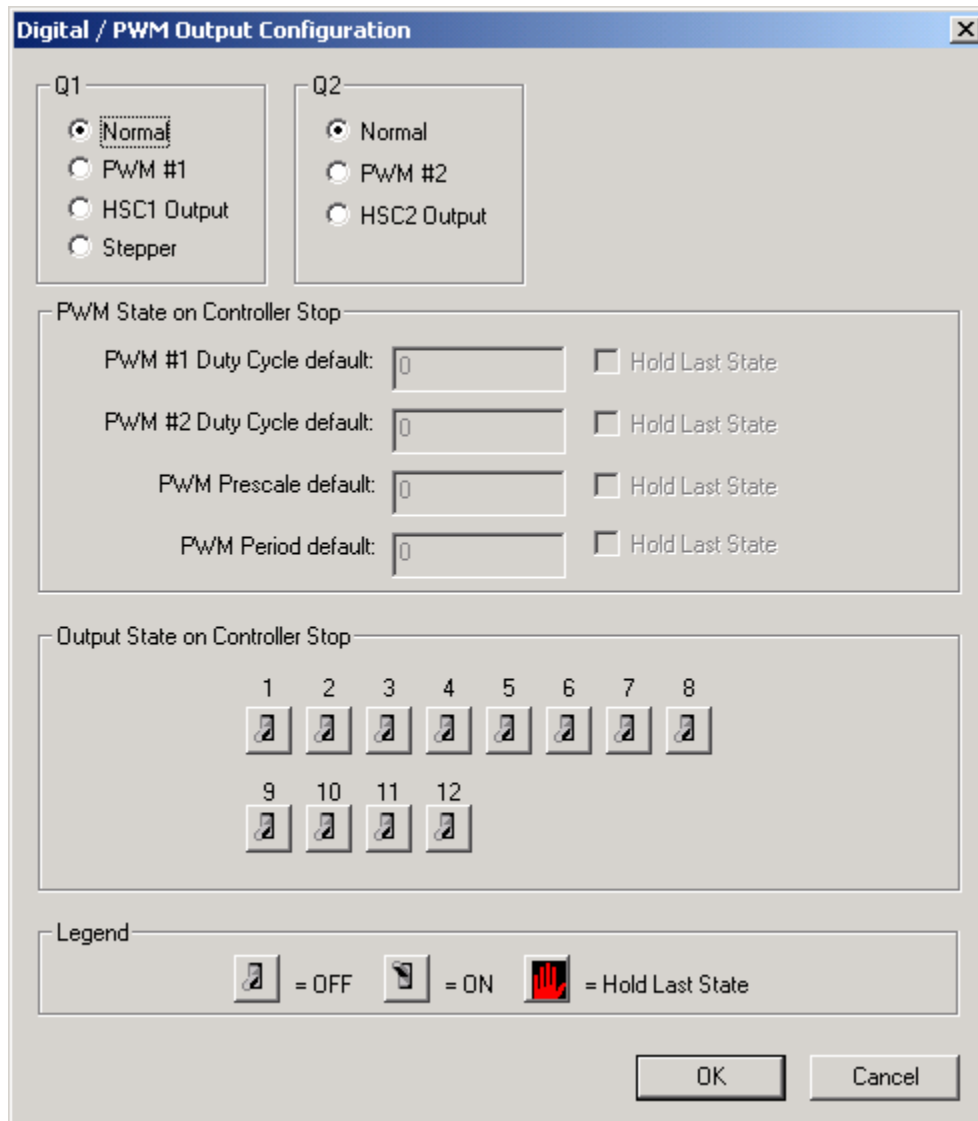 Digital / PWM Output Configuration
Q1
Normal
PWM #1
HSC1 Output
Stepper
Q2
Normal
PWM #2
HSC2 Output
PWM State on Controller Stop
PWM #1 Duty Cycle default: 0 Hold Last State
PWM #2 Duty Cycle default: 0 Hold Last State
PWM Prescale default: 0 Hold Last State
PWM Period default: 0 Hold Last State
Output State on Controller Stop
1 2 3 4 5 6 7 8
9 10 11 12
Legend
= OFF = ON = Hold Last State
OK Cancel